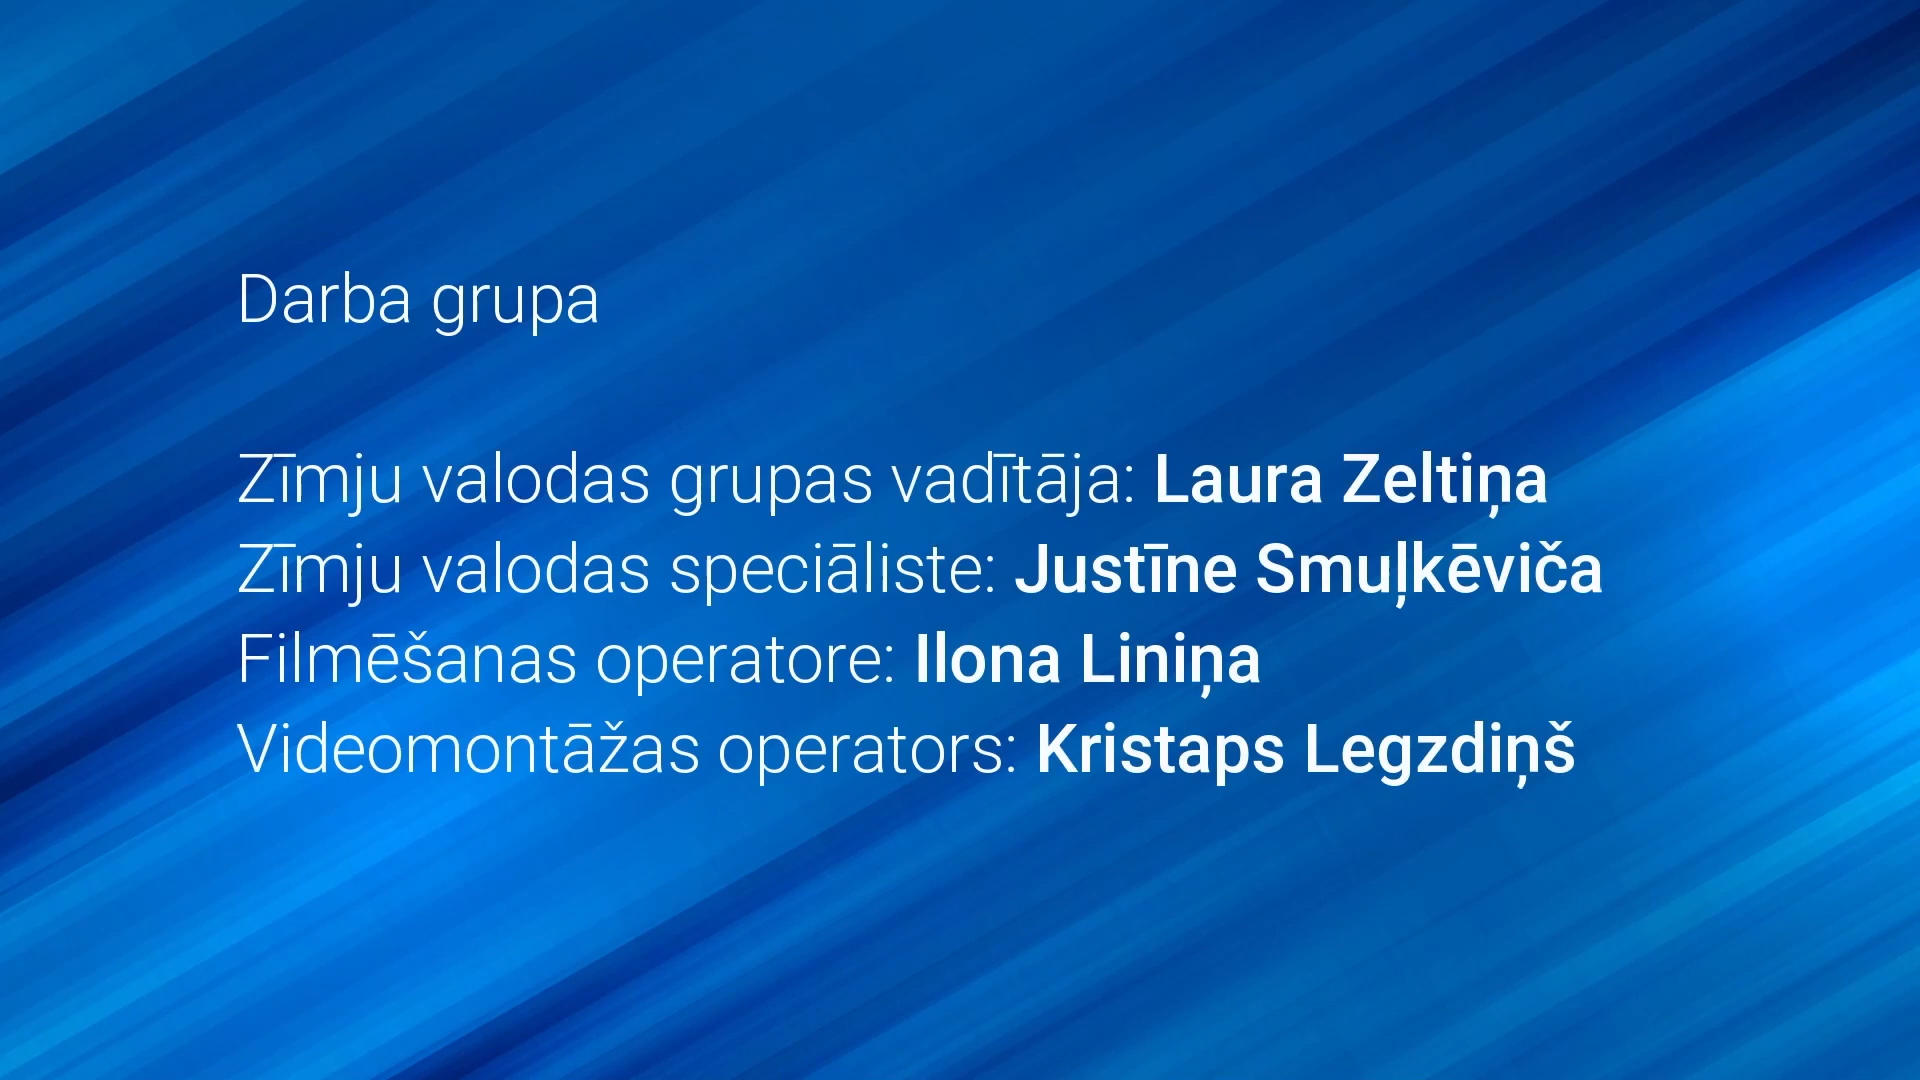 Darba grupa
Zīmju valodas grupas vadītāja: Laura Zeltiņa
Zīmju valodas speciāliste: Justīne Smuļkēviča
Filmēšanas operatore: Ilona Liniņa
Videomontāžas operators: Kristaps Legzdiņš